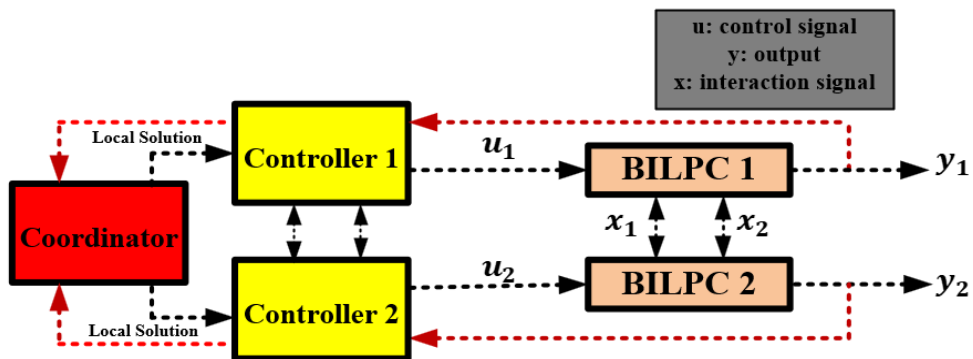 u: control signal
y: output
x: interaction signal
Local Solution
Controller 1
u₁
BILPC 1
y₁
Coordinator
x₁
x₂
Controller 2
u₂
BILPC 2
y₂
Local Solution